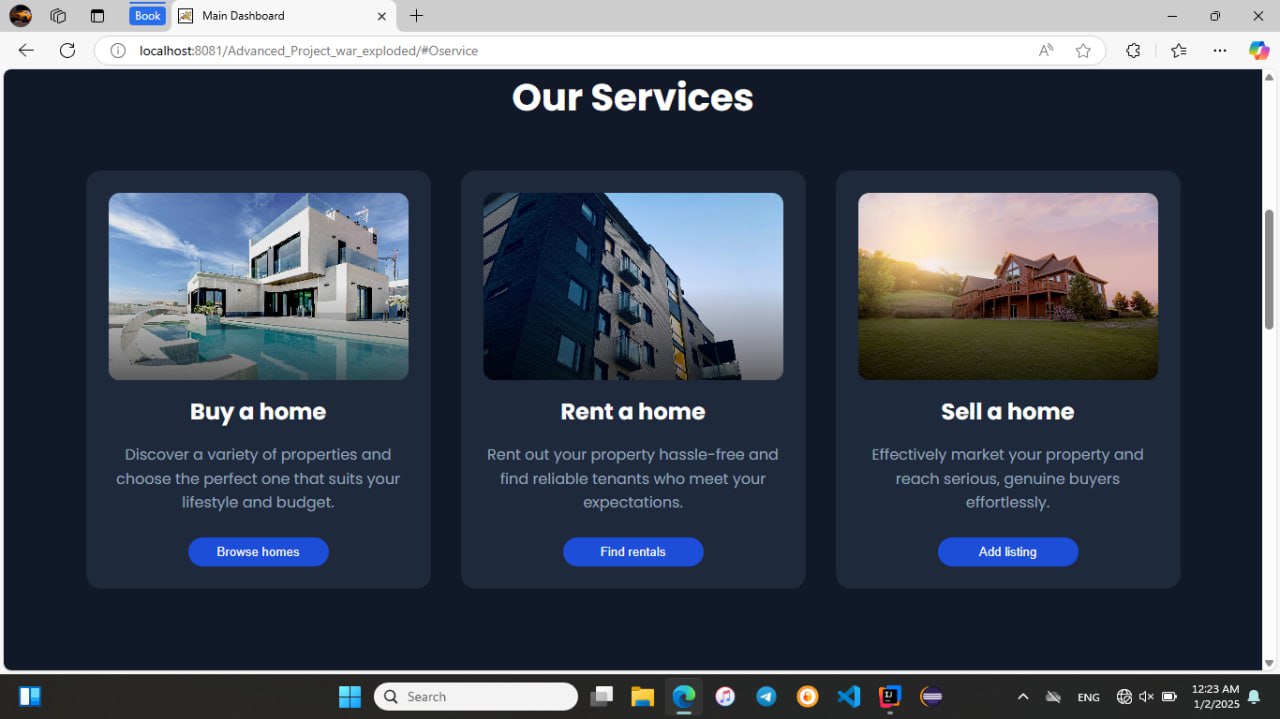 Book
Main Dashboard
localhost:8081/Advanced_Project_war_exploded/#Oservice
Our Services
Buy a home
Discover a variety of properties and
choose the perfect one that suits your
lifestyle and budget.
Browse homes
Rent a home
Rent out your property hassle-free and
find reliable tenants who meet your
expectations.
Find rentals
Sell a home
Effectively market your property and
reach serious, genuine buyers
effortlessly.
Add listing
Search
ENG
12:23 AM
1/2/2025